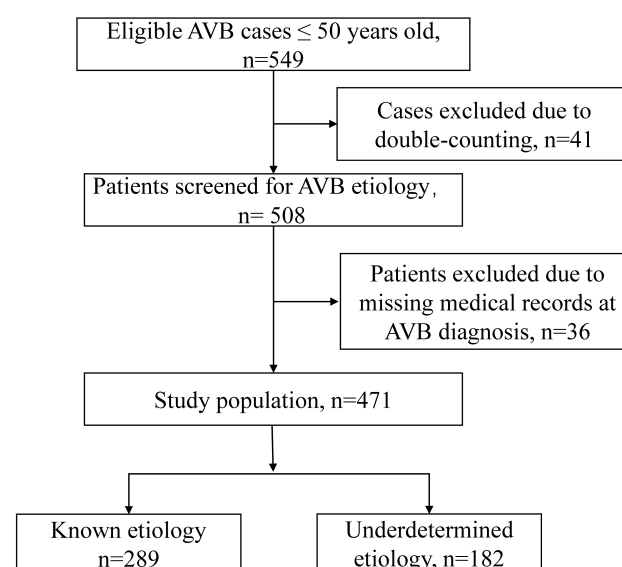 Eligible AVB cases ≤ 50 years old,
n=549
Cases excluded due to
double-counting, n=41
Patients screened for AVB etiology,
n= 508
Patients excluded due to
missing medical records at
AVB diagnosis, n=36
Study population, n=471
Known etiology
n=289
Underdetermined
etiology, n=182